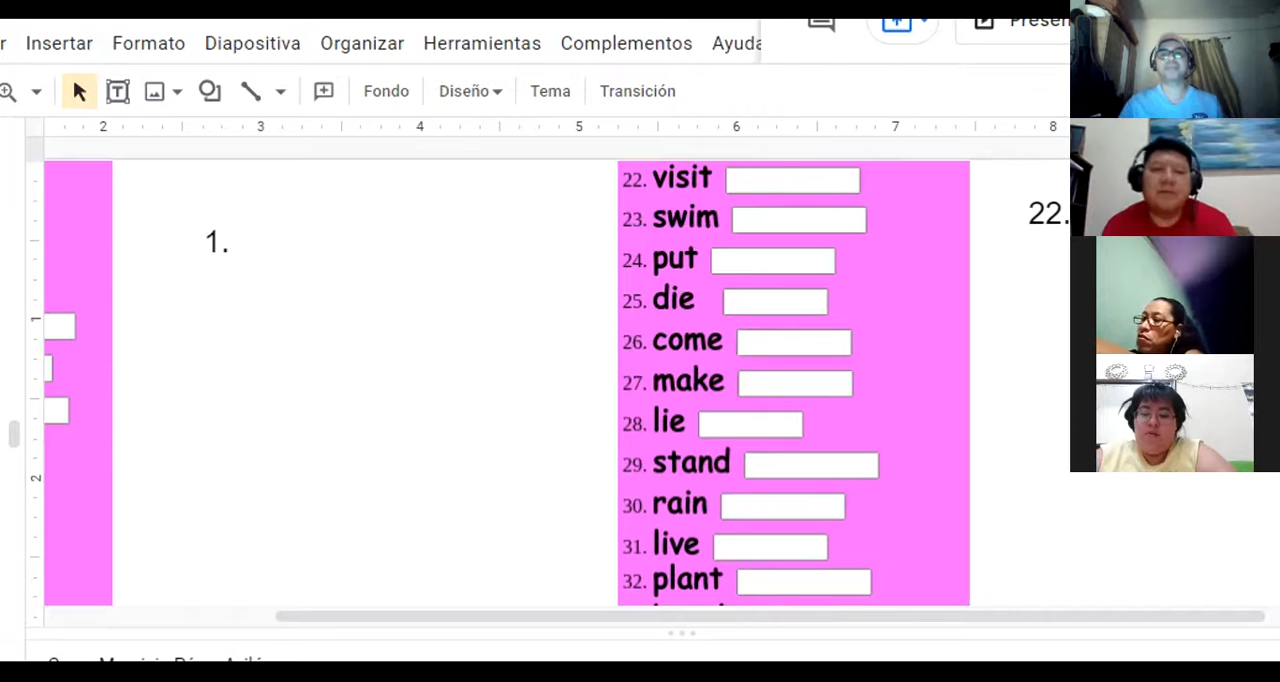 Insertar Formato Diapositiva Organizar Herramientas Complementos Ayuda
Fondo Diseño Tema Transición
2 3 4 5 6 7 8
1
2
1.
22. visit
23. swim
24. put
25. die
26. come
27. make
28. lie
29. stand
30. rain
31. live
32. plant
22.